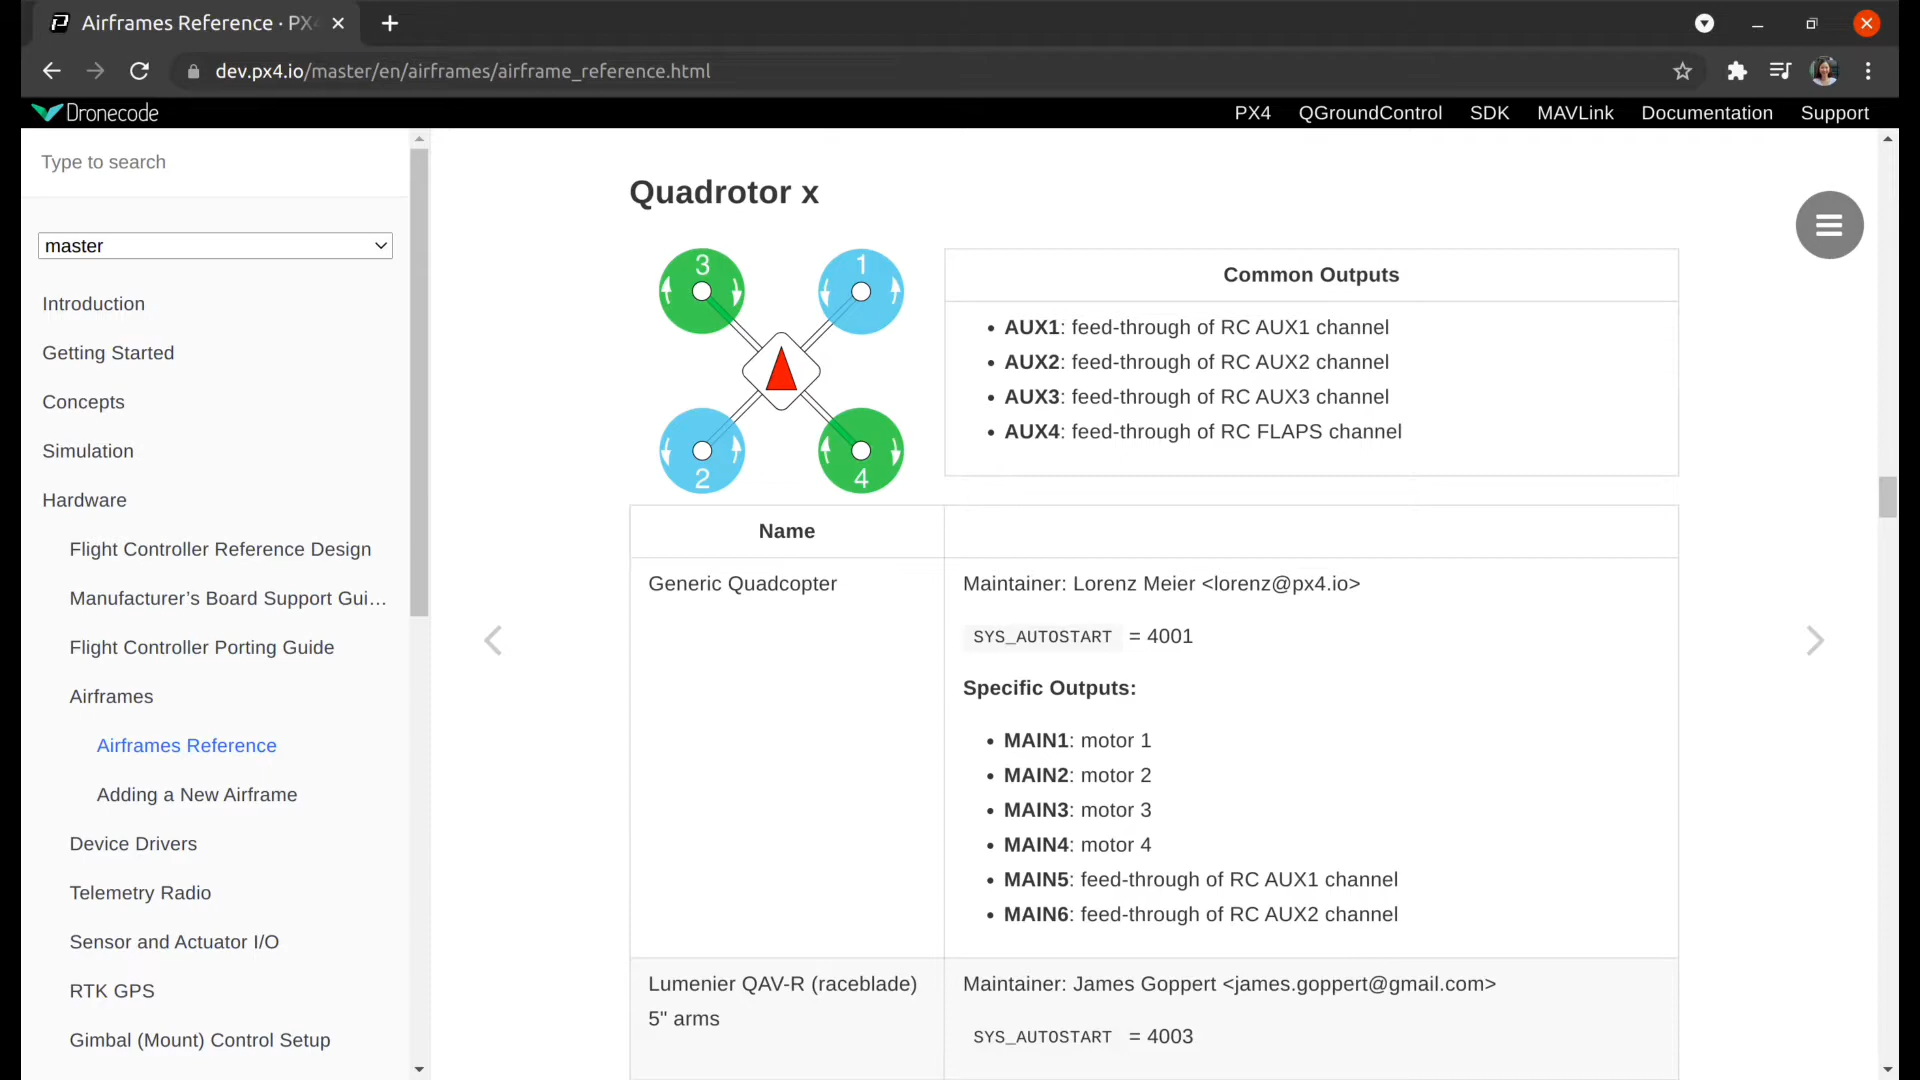 Airframes Reference · PX4
dev.px4.io/master/en/airframes/airframe_reference.html
Dronecode
PX4 QGroundControl SDK MAVLink Documentation Support
Type to search
master
Introduction
Getting Started
Concepts
Simulation
Hardware
Flight Controller Reference Design
Manufacturer’s Board Support Gui…
Flight Controller Porting Guide
Airframes
Airframes Reference
Adding a New Airframe
Device Drivers
Telemetry Radio
Sensor and Actuator I/O
RTK GPS
Gimbal (Mount) Control Setup
Quadrotor x
3 1
2 4
Common Outputs
• AUX1: feed-through of RC AUX1 channel
• AUX2: feed-through of RC AUX2 channel
• AUX3: feed-through of RC AUX3 channel
• AUX4: feed-through of RC FLAPS channel
Name
Generic Quadcopter
Maintainer: Lorenz Meier <lorenz@px4.io>
SYS_AUTOSTART = 4001
Specific Outputs:
• MAIN1: motor 1
• MAIN2: motor 2
• MAIN3: motor 3
• MAIN4: motor 4
• MAIN5: feed-through of RC AUX1 channel
• MAIN6: feed-through of RC AUX2 channel
Lumenier QAV-R (raceblade)
5" arms
Maintainer: James Goppert <james.goppert@gmail.com>
SYS_AUTOSTART = 4003